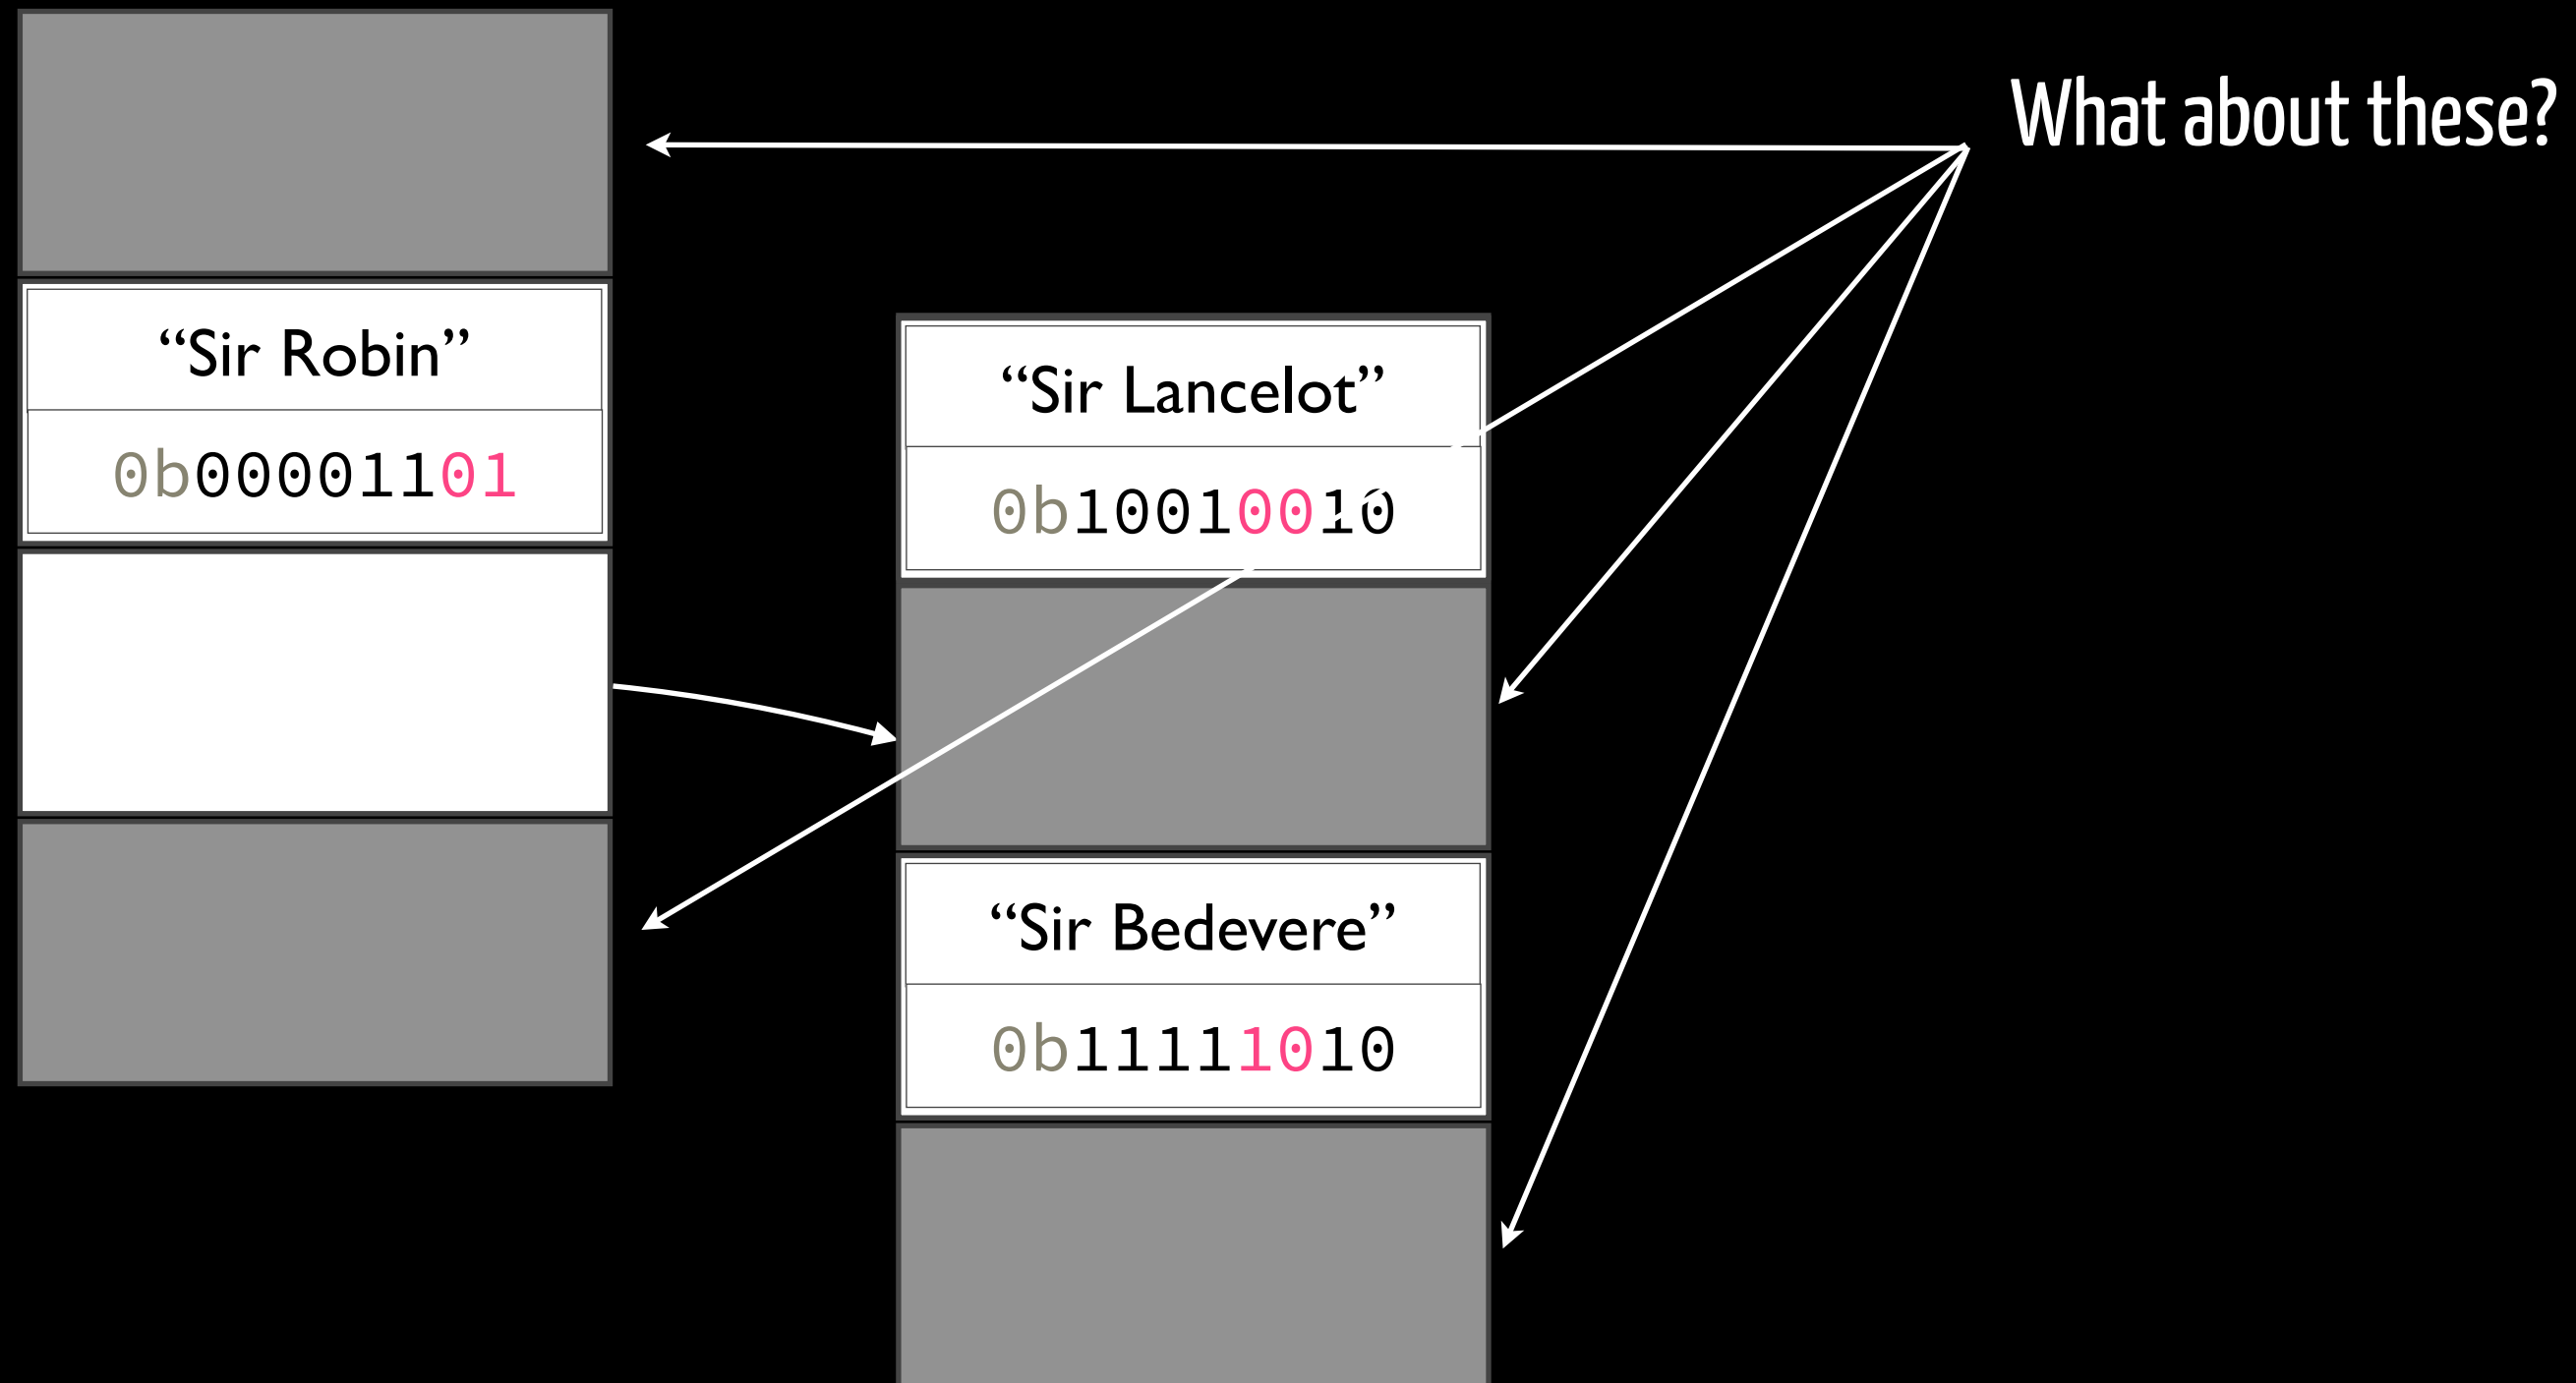 What about these?
“Sir Robin”
0b00001101
“Sir Lancelot”
0b10010010
“Sir Bedevere”
0b11111010